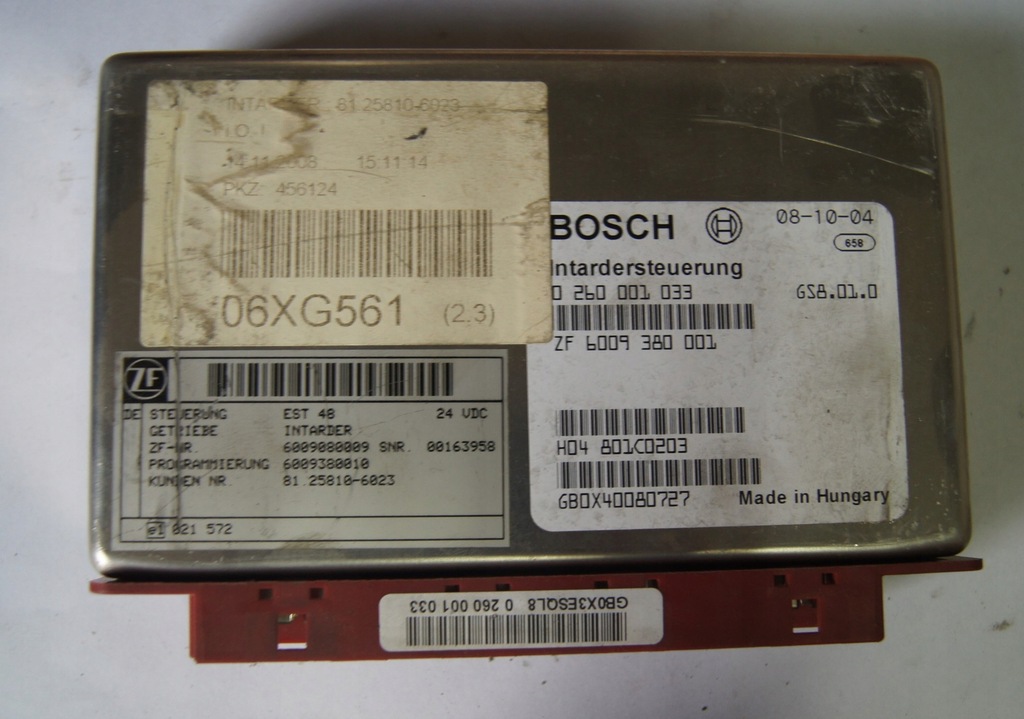 INTARDER 81.25810-6023
I.O.
14.11.2008 15:11:14
PKZ: 456124
06XG561 (2.3)
BOSCH 08-10-04
658
Intardersteuerung
0 260 001 033 GS8.01.0
ZF 6009 380 001
H04 801C0203
GB0X40080727 Made in Hungary
ZF
DE STEUERUNG EST 48 24 VDC
GETRIEBE INTARDER
ZF-NR. 6009080009 SNR. 00163958
PROGRAMMIERUNG 6009380010
KUNDEN NR. 81.25810-6023
e1 021 572
GB0X3ESQL8 0 260 001 033